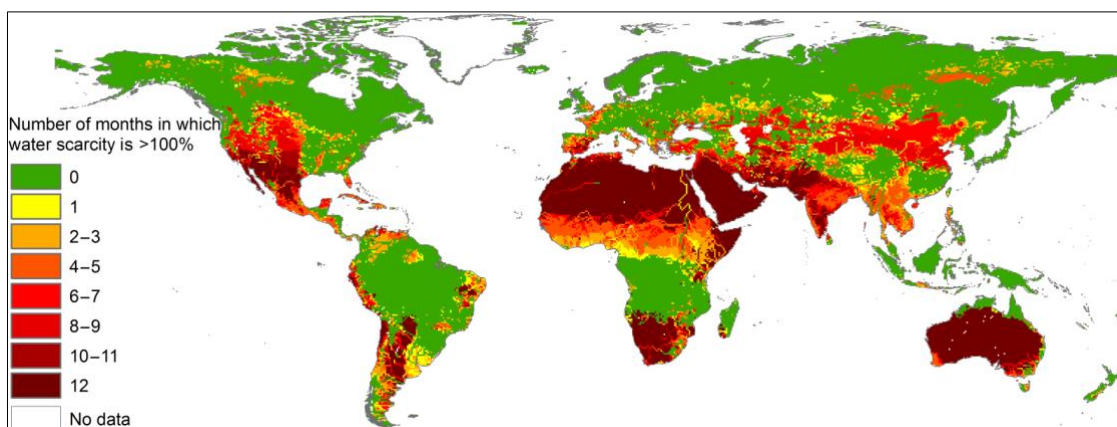 Number of months in which
water scarcity is >100%
0
1
2–3
4–5
6–7
8–9
10–11
12
No data